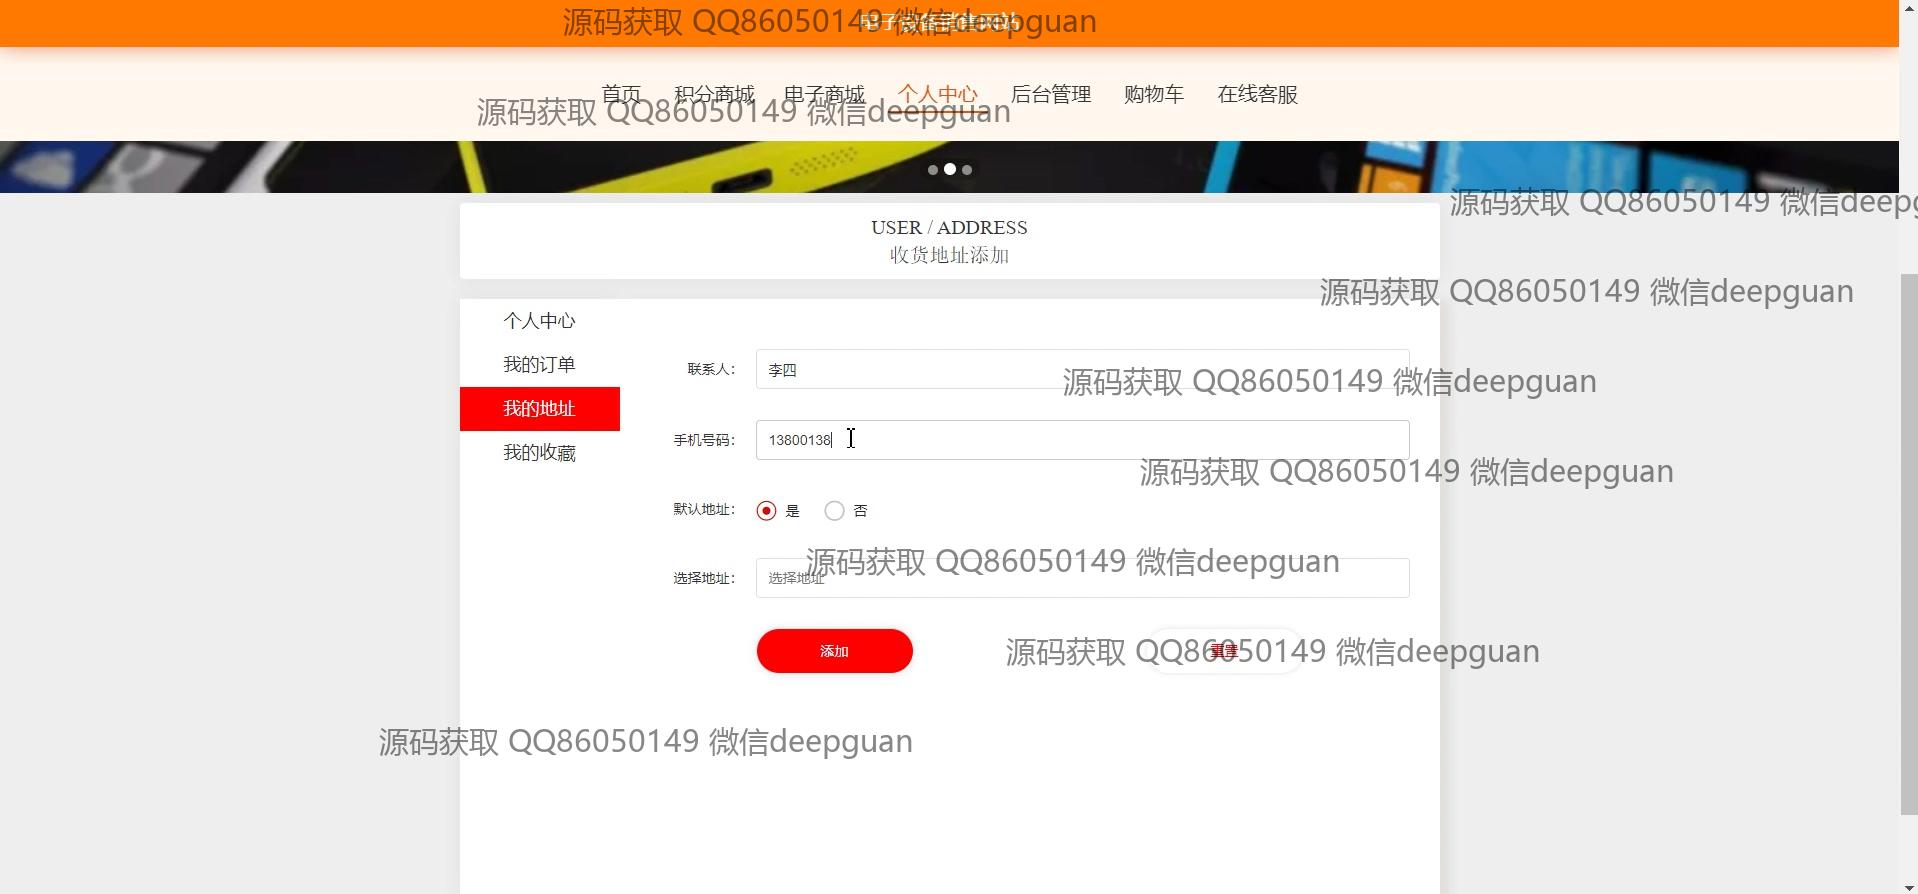 电子设备销售网站
源码获取 QQ86050149 微信deepguan
首页 积分商城 电子商城 个人中心 后台管理 购物车 在线客服
源码获取 QQ86050149 微信deepguan
源码获取 QQ86050149 微信deepg
USER / ADDRESS
收货地址添加
源码获取 QQ86050149 微信deepguan
个人中心
我的订单
我的地址
我的收藏
联系人： 李四
源码获取 QQ86050149 微信deepguan
手机号码： 13800138
源码获取 QQ86050149 微信deepguan
默认地址： 是 否
源码获取 QQ86050149 微信deepguan
选择地址： 选择地址
添加 重置
源码获取 QQ86050149 微信deepguan
源码获取 QQ86050149 微信deepguan